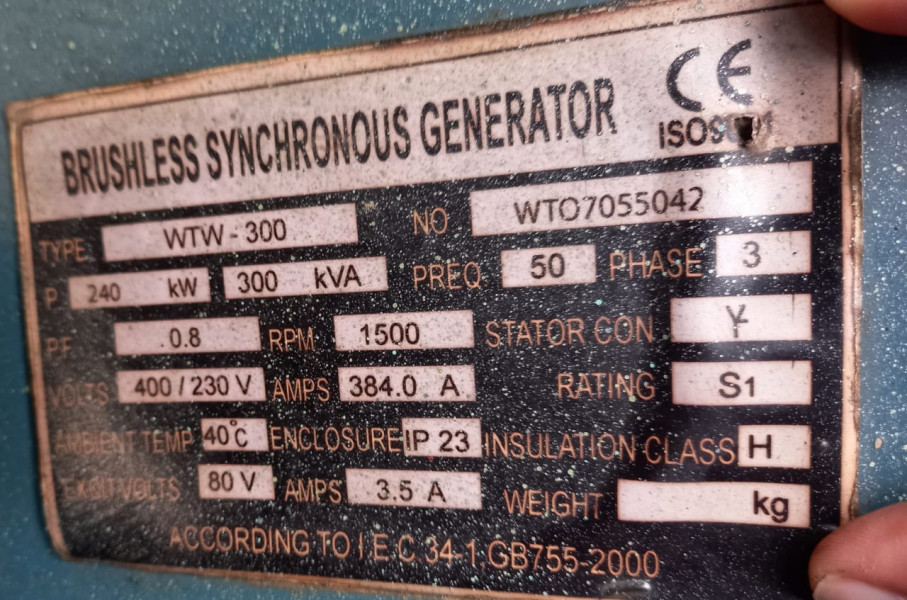 CE
BRUSHLESS SYNCHRONOUS GENERATOR
TYPE WTW - 300 NO WTO7055042
P 240 kW 300 kVA PREQ 50 PHASE 3
PF 0.8 RPM 1500 STATOR CON Y
VOLTS 400 / 230 V AMPS 384.0 A RATING S1
AMBIENT TEMP 40°C ENCLOSURE IP 23 INSULATION CLASS H
EXCIT.VOLTS 80 V AMPS 3.5 A WEIGHT kg
ACCORDING TO I.E.C.34-1.GB755-2000